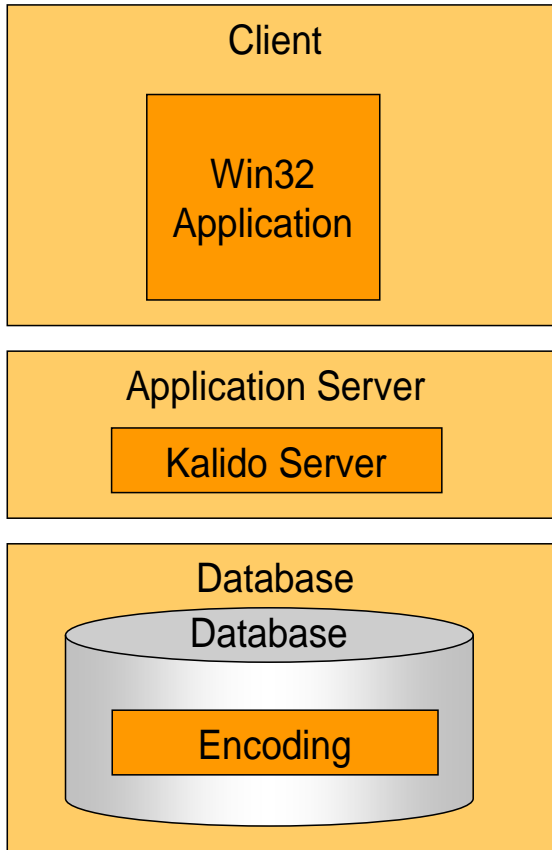 Client
Win32
Application
Application Server
Kalido Server
Database
Database
Encoding